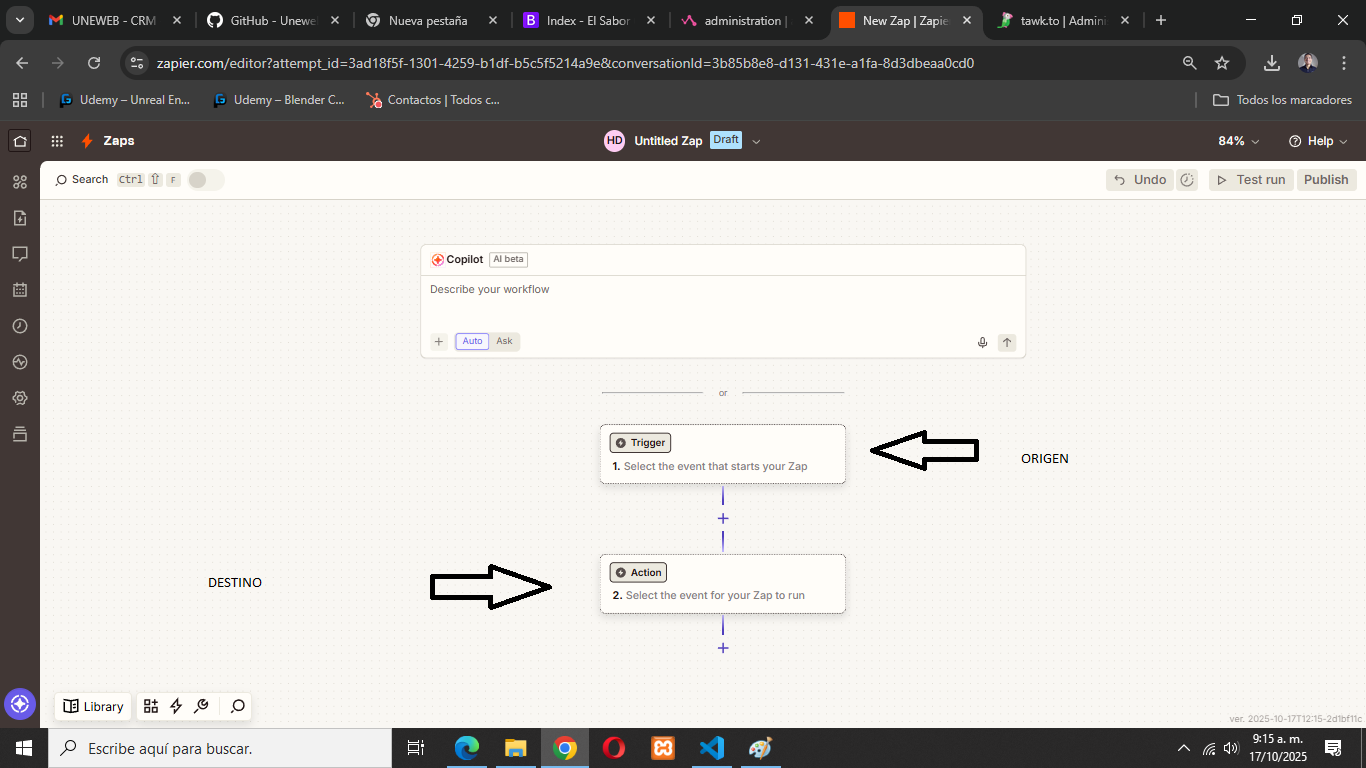 UNEWEB - CRM
GitHub - Unewe
Nueva pestaña
Index - El Sabor
administration |
New Zap | Zapie
tawk.to | Admini
zapier.com/editor?attempt_id=3ad18f5f-1301-4259-b1df-b5c5f5214a9e&conversationId=3b85b8e8-d131-431e-a1fa-8d3dbeaa0cd0
Udemy – Unreal En...
Udemy – Blender C...
Contactos | Todos c...
Todos los marcadores
Zaps
HD
Untitled Zap
Draft
84%
Help
Search
Ctrl
F
Undo
Test run
Publish
Copilot
AI beta
Describe your workflow
Auto
Ask
or
Trigger
1. Select the event that starts your Zap
ORIGEN
Action
2. Select the event for your Zap to run
DESTINO
Library
ver. 2025-10-17T12:15-2d1bf11c
Escribe aquí para buscar.
9:15 a. m.
17/10/2025